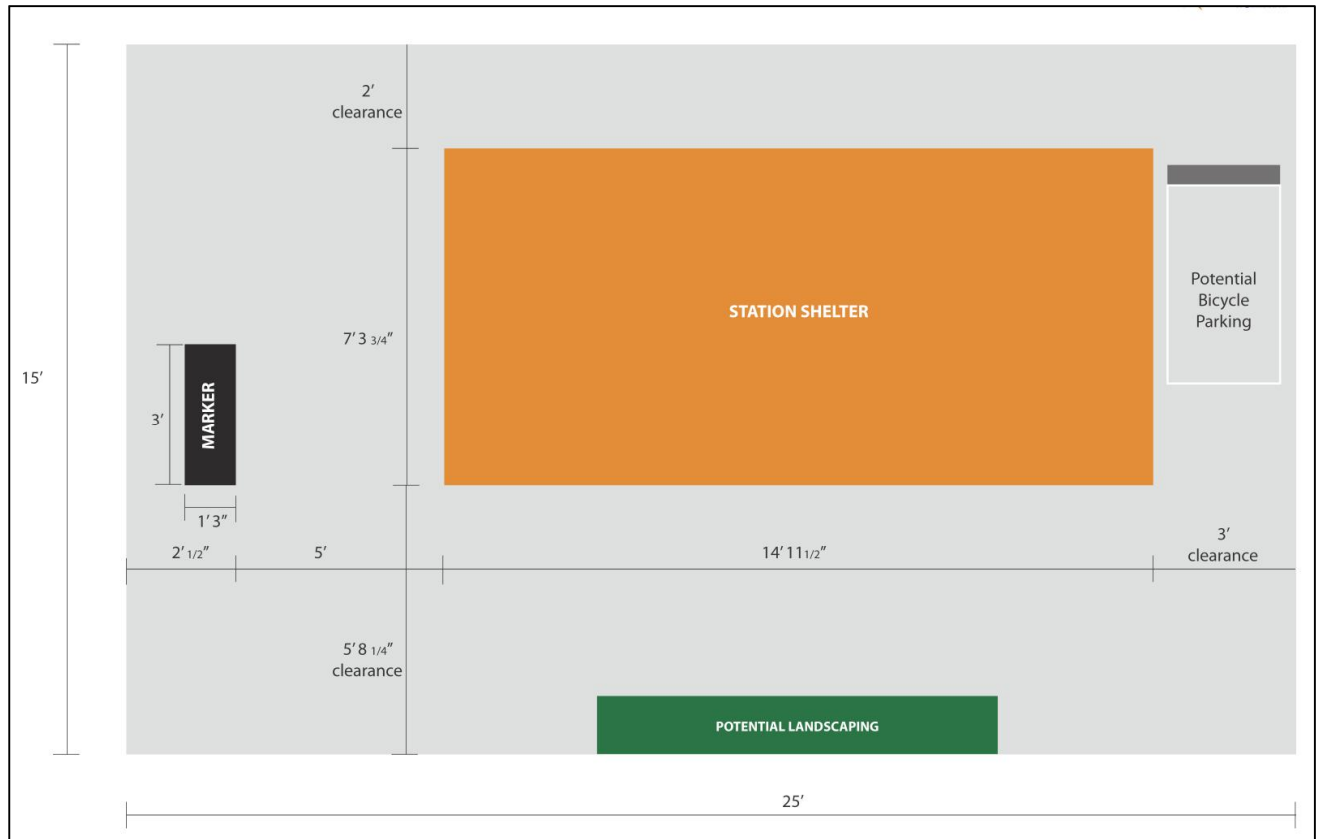 2′
clearance
STATION SHELTER
Potential
Bicycle
Parking
7′ 3 3/4″
15′
3′
MARKER
1′ 3″
2′ 1/2″
5′
14′ 11 1/2″
3′
clearance
5′ 8 1/4″
clearance
POTENTIAL LANDSCAPING
25′